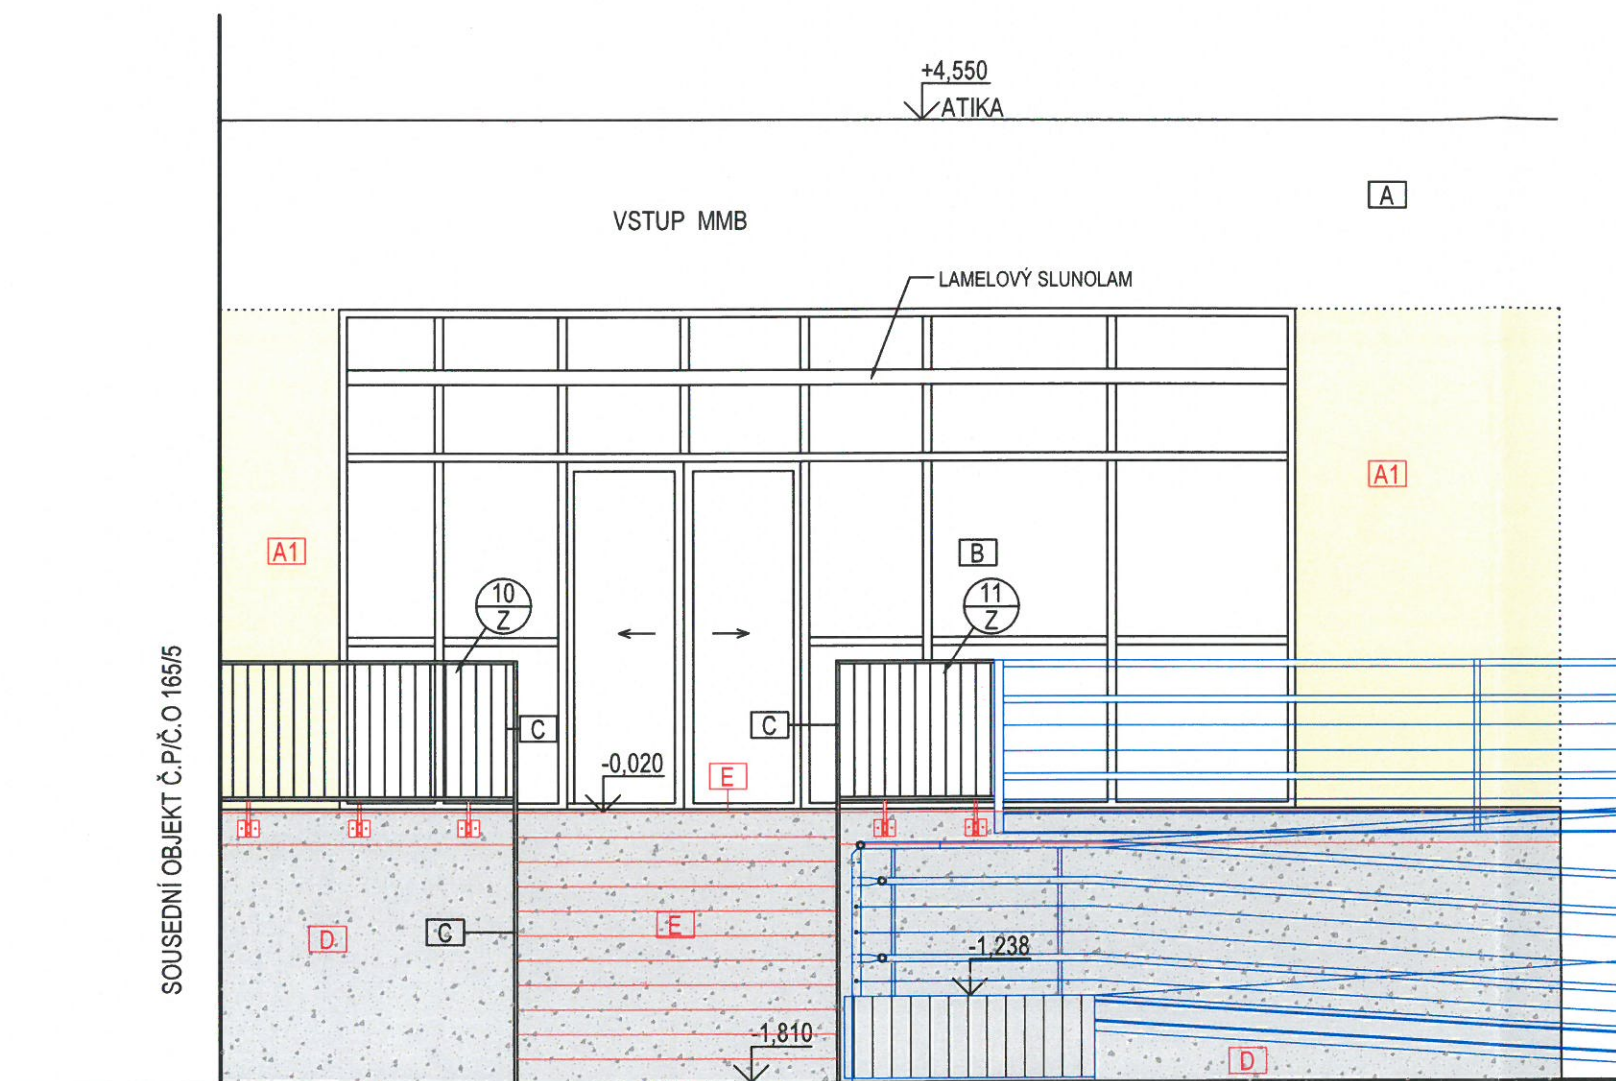 +4,550
ATIKA
A
VSTUP MMB
LAMELOVÝ SLUNOLAM
A1
A1
B
10
Z
11
Z
C
C
-0,020
E
SOUSEDNÍ OBJEKT Č.P/Č.O 165/5
D
C
E
-1,238
-1,810
D